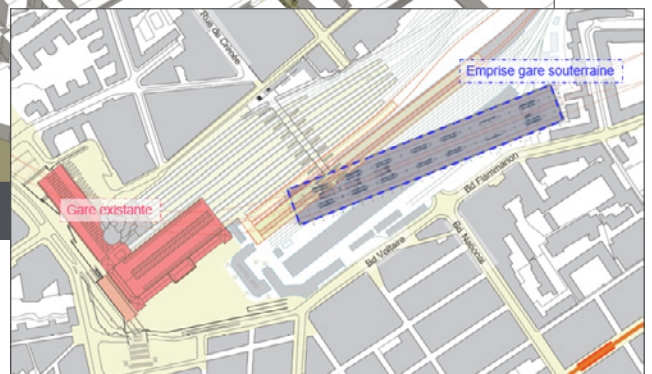 Rue de Crimée
Emprise gare souterraine
Gare existante
Bd Flammarion
Bd Voltaire
Bd National